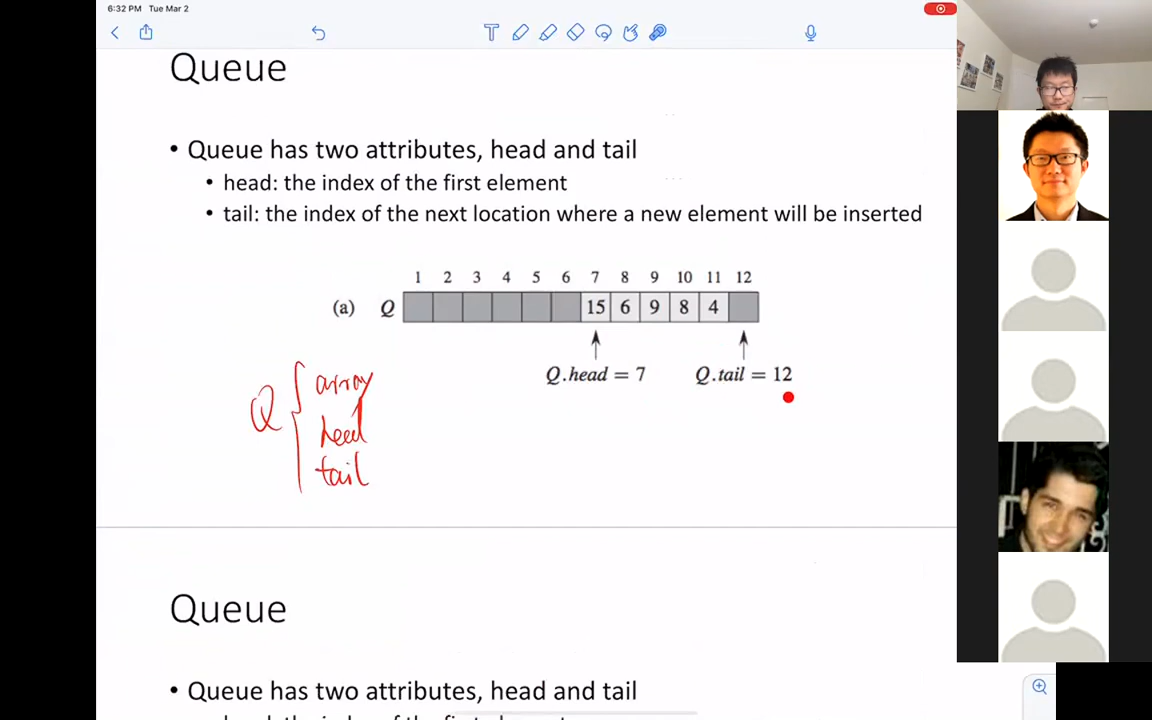 6:32 PM Tue Mar 2
Queue
• Queue has two attributes, head and tail
• head: the index of the first element
• tail: the index of the next location where a new element will be inserted
1 2 3 4 5 6 7 8 9 10 11 12
(a) Q 15 6 9 8 4
Q.head = 7 Q.tail = 12
Q { array
head
tail
Queue
• Queue has two attributes, head and tail